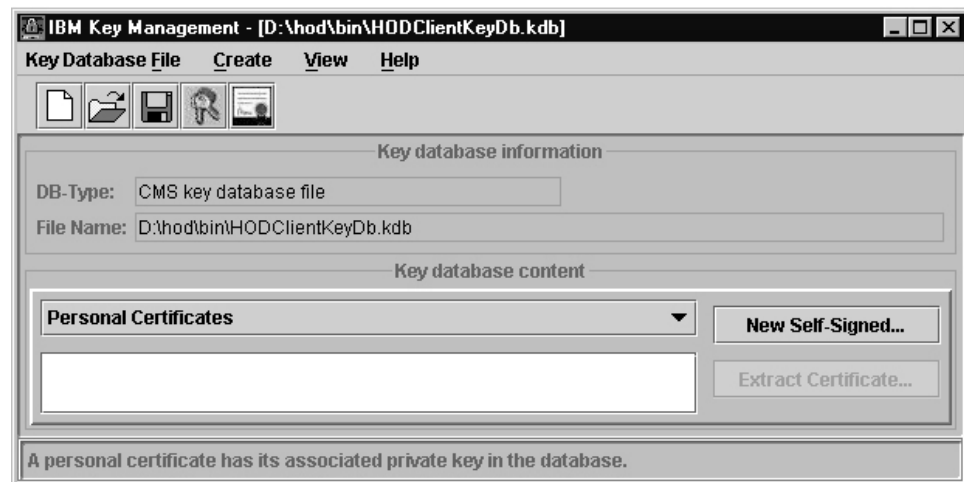 IBM Key Management - [D:\hod\bin\HODClientKeyDb.kdb]
Key Database File Create View Help
Key database information
DB-Type: CMS key database file
File Name: D:\hod\bin\HODClientKeyDb.kdb
Key database content
Personal Certificates
New Self-Signed...
Extract Certificate...
A personal certificate has its associated private key in the database.